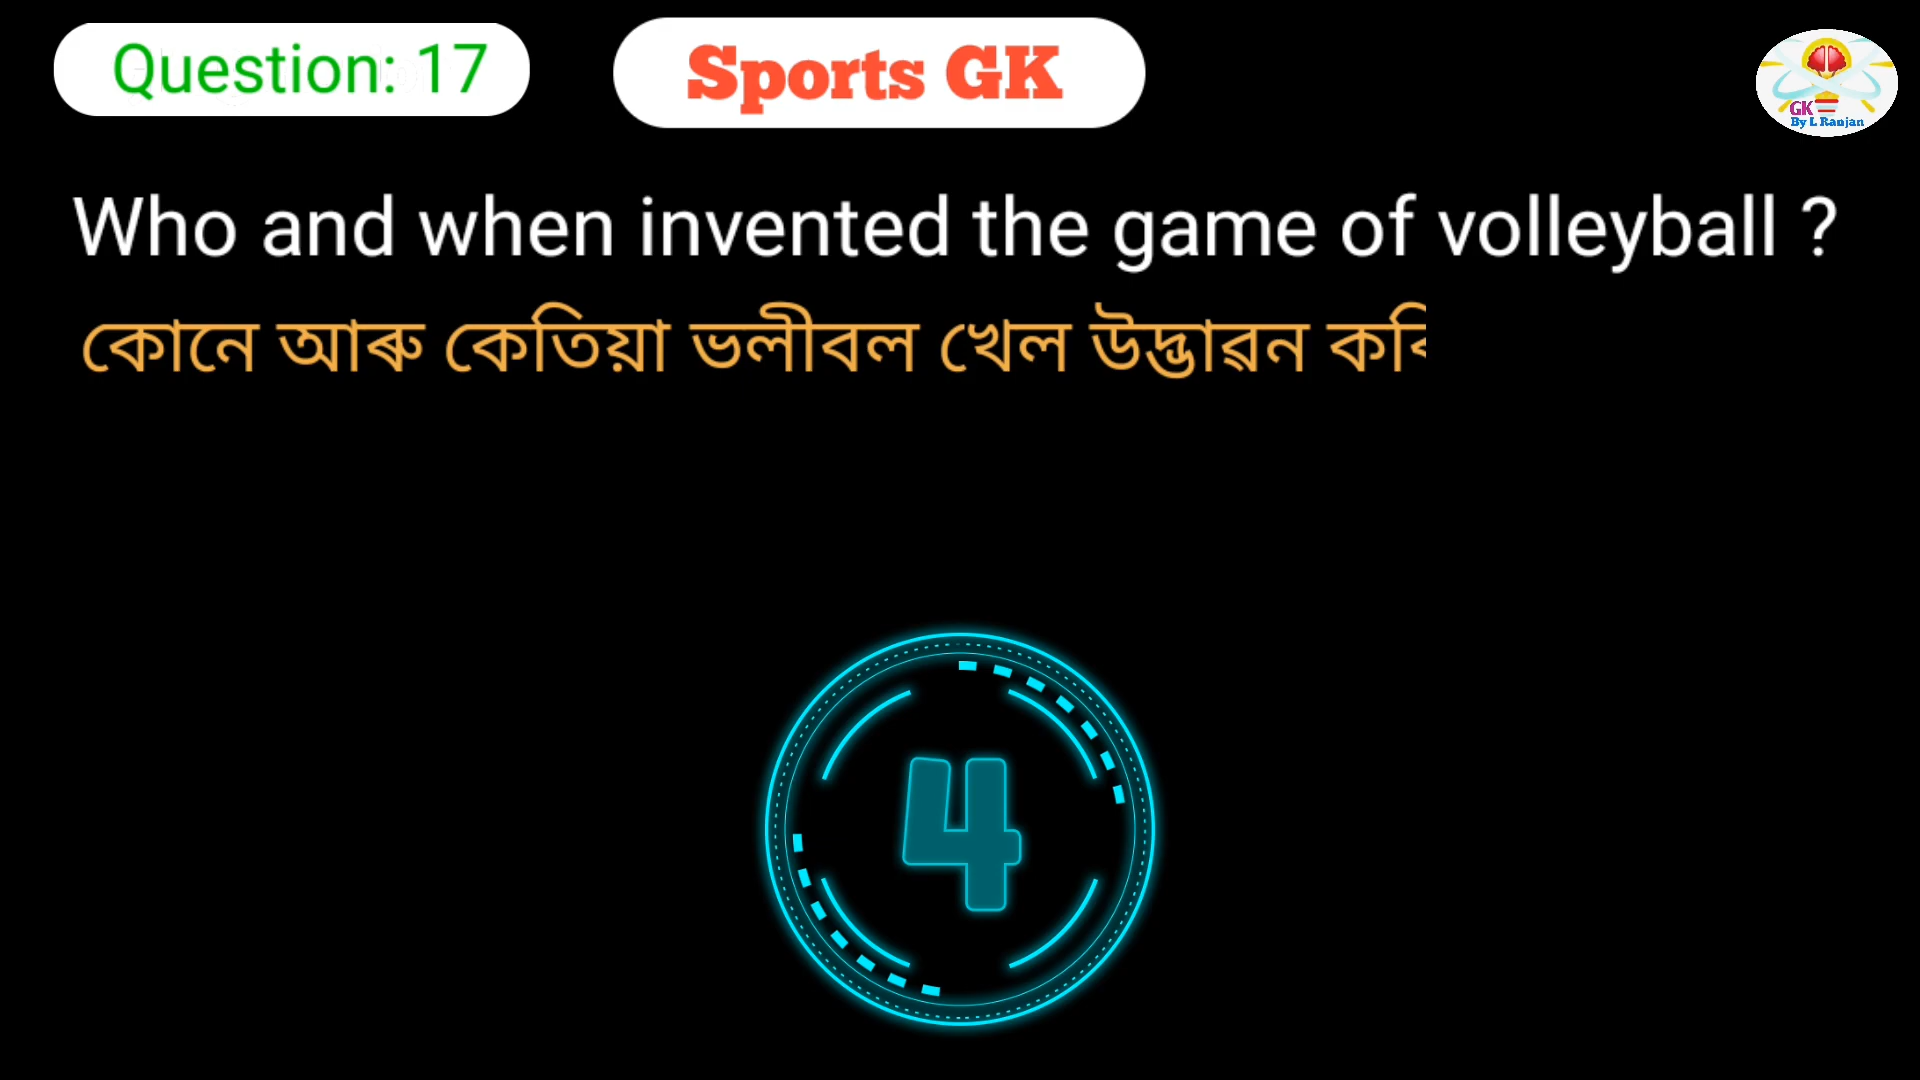 Question: 17
Sports GK
GK
By L Ranjan
Who and when invented the game of volleyball ?
কোনে আৰু কেতিয়া ভলীবল খেল উদ্ভাৱন
4